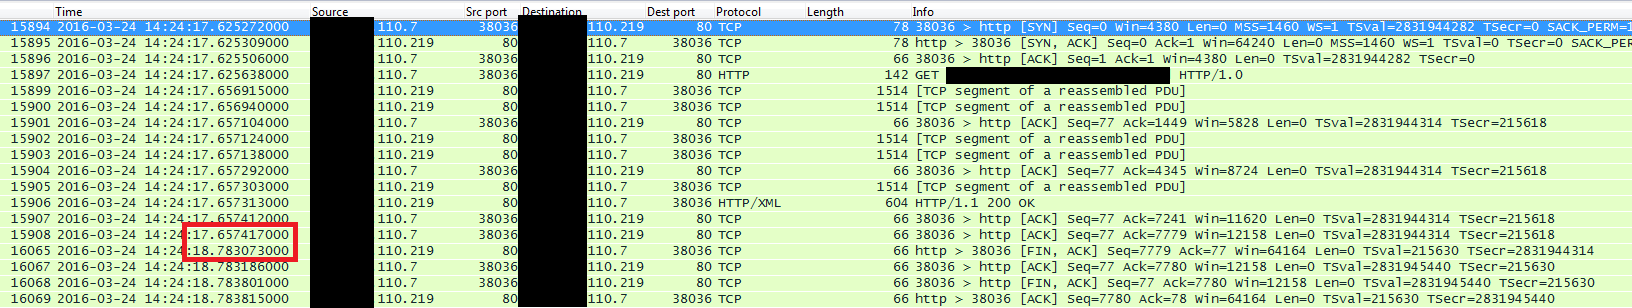 Time Source Src port Destination Dest port Protocol Length Info
15894 2016-03-24 14:24:17.625272000 110.7 38036 110.219 80 TCP 78 38036 > http [SYN] Seq=0 Win=4380 Len=0 MSS=1460 WS=1 TSval=2831944282 TSecr=0 SACK_PERM=1
15895 2016-03-24 14:24:17.625309000 110.219 80 110.7 38036 TCP 78 http > 38036 [SYN, ACK] Seq=0 Ack=1 Win=64240 Len=0 MSS=1460 WS=1 TSval=0 TSecr=0 SACK_PERM
15896 2016-03-24 14:24:17.625506000 110.7 38036 110.219 80 TCP 66 38036 > http [ACK] Seq=1 Ack=1 Win=4380 Len=0 TSval=2831944282 TSecr=0
15897 2016-03-24 14:24:17.625638000 110.7 38036 110.219 80 HTTP 142 GET HTTP/1.0
15899 2016-03-24 14:24:17.656915000 110.219 80 110.7 38036 TCP 1514 [TCP segment of a reassembled PDU]
15900 2016-03-24 14:24:17.656940000 110.219 80 110.7 38036 TCP 1514 [TCP segment of a reassembled PDU]
15901 2016-03-24 14:24:17.657104000 110.7 38036 110.219 80 TCP 66 38036 > http [ACK] Seq=77 Ack=1449 Win=5828 Len=0 TSval=2831944314 TSecr=215618
15902 2016-03-24 14:24:17.657124000 110.219 80 110.7 38036 TCP 1514 [TCP segment of a reassembled PDU]
15903 2016-03-24 14:24:17.657138000 110.219 80 110.7 38036 TCP 1514 [TCP segment of a reassembled PDU]
15904 2016-03-24 14:24:17.657292000 110.7 38036 110.219 80 TCP 66 38036 > http [ACK] Seq=77 Ack=4345 Win=8724 Len=0 TSval=2831944314 TSecr=215618
15905 2016-03-24 14:24:17.657303000 110.219 80 110.7 38036 TCP 1514 [TCP segment of a reassembled PDU]
15906 2016-03-24 14:24:17.657313000 110.219 80 110.7 38036 HTTP/XML 604 HTTP/1.1 200 OK
15907 2016-03-24 14:24:17.657412000 110.7 38036 110.219 80 TCP 66 38036 > http [ACK] Seq=77 Ack=7241 Win=11620 Len=0 TSval=2831944314 TSecr=215618
15908 2016-03-24 14:24:17.657417000 110.7 38036 110.219 80 TCP 66 38036 > http [ACK] Seq=77 Ack=7779 Win=12158 Len=0 TSval=2831944314 TSecr=215618
16065 2016-03-24 14:24:18.783073000 110.219 80 110.7 38036 TCP 66 http > 38036 [FIN, ACK] Seq=7779 Ack=77 Win=64164 Len=0 TSval=215630 TSecr=2831944314
16067 2016-03-24 14:24:18.783186000 110.7 38036 110.219 80 TCP 66 38036 > http [ACK] Seq=77 Ack=7780 Win=12158 Len=0 TSval=2831945440 TSecr=215630
16068 2016-03-24 14:24:18.783801000 110.7 38036 110.219 80 TCP 66 38036 > http [FIN, ACK] Seq=77 Ack=7780 Win=12158 Len=0 TSval=2831945440 TSecr=215630
16069 2016-03-24 14:24:18.783815000 110.219 80 110.7 38036 TCP 66 http > 38036 [ACK] Seq=7780 Ack=78 Win=64164 Len=0 TSval=215630 TSecr=2831945440